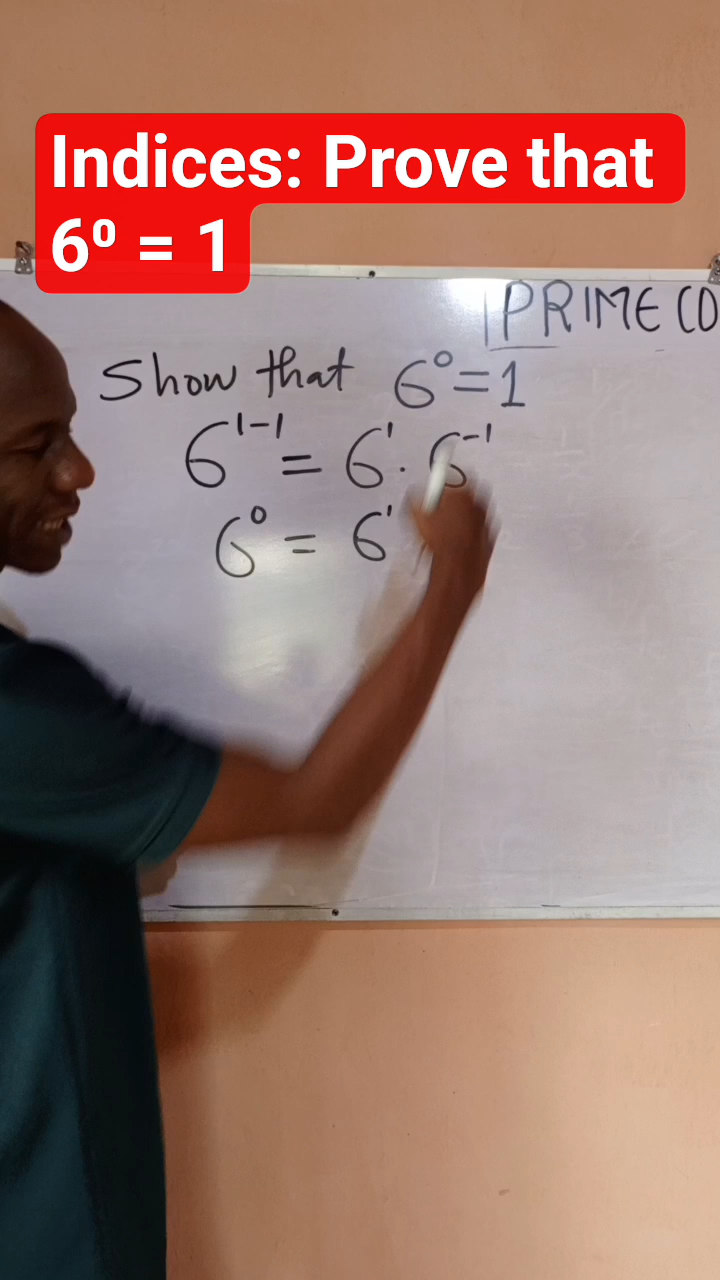 Indices: Prove that
6⁰ = 1
PRIME CO
Show that 6⁰=1
6¹⁻¹ = 6¹ . 6⁻¹
6⁰ = 6¹